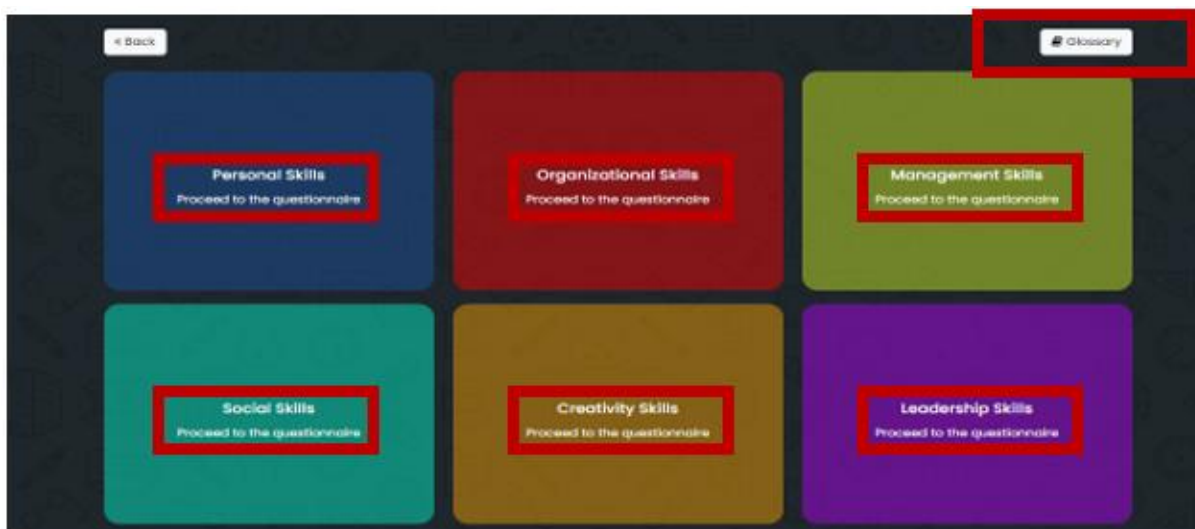 < Back
Glossary
Personal Skills
Proceed to the questionnaire
Organizational Skills
Proceed to the questionnaire
Management Skills
Proceed to the questionnaire
Social Skills
Proceed to the questionnaire
Creativity Skills
Proceed to the questionnaire
Leadership Skills
Proceed to the questionnaire